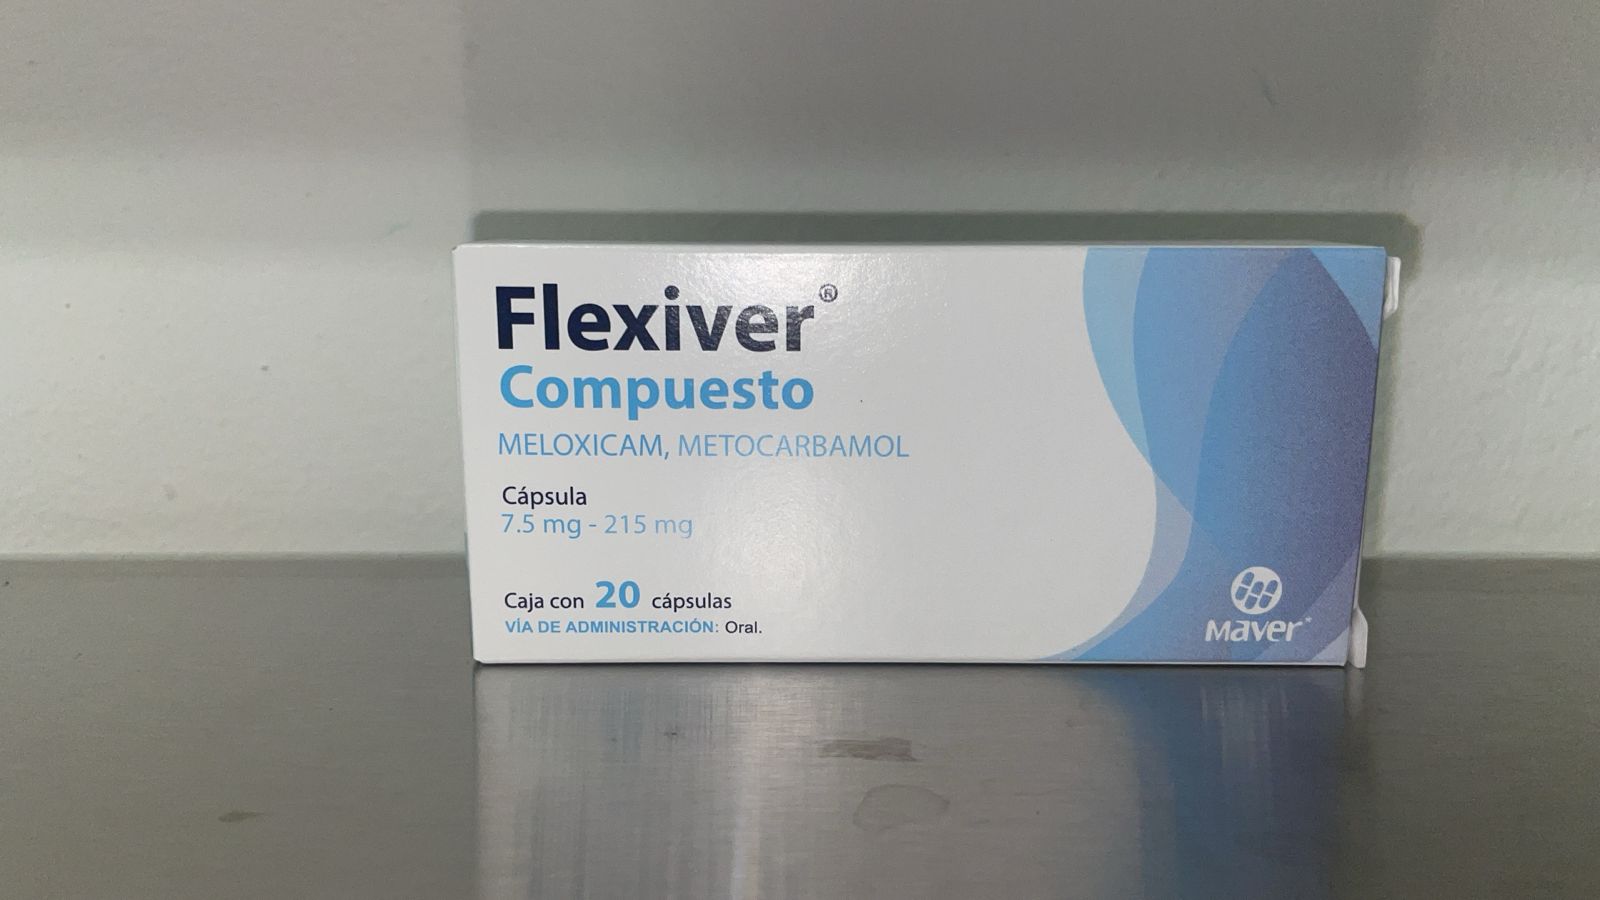 Flexiver®
Compuesto
MELOXICAM, METOCARBAMOL
Cápsula
7.5 mg - 215 mg
Caja con 20 cápsulas
VÍA DE ADMINISTRACIÓN: Oral.
Maver*